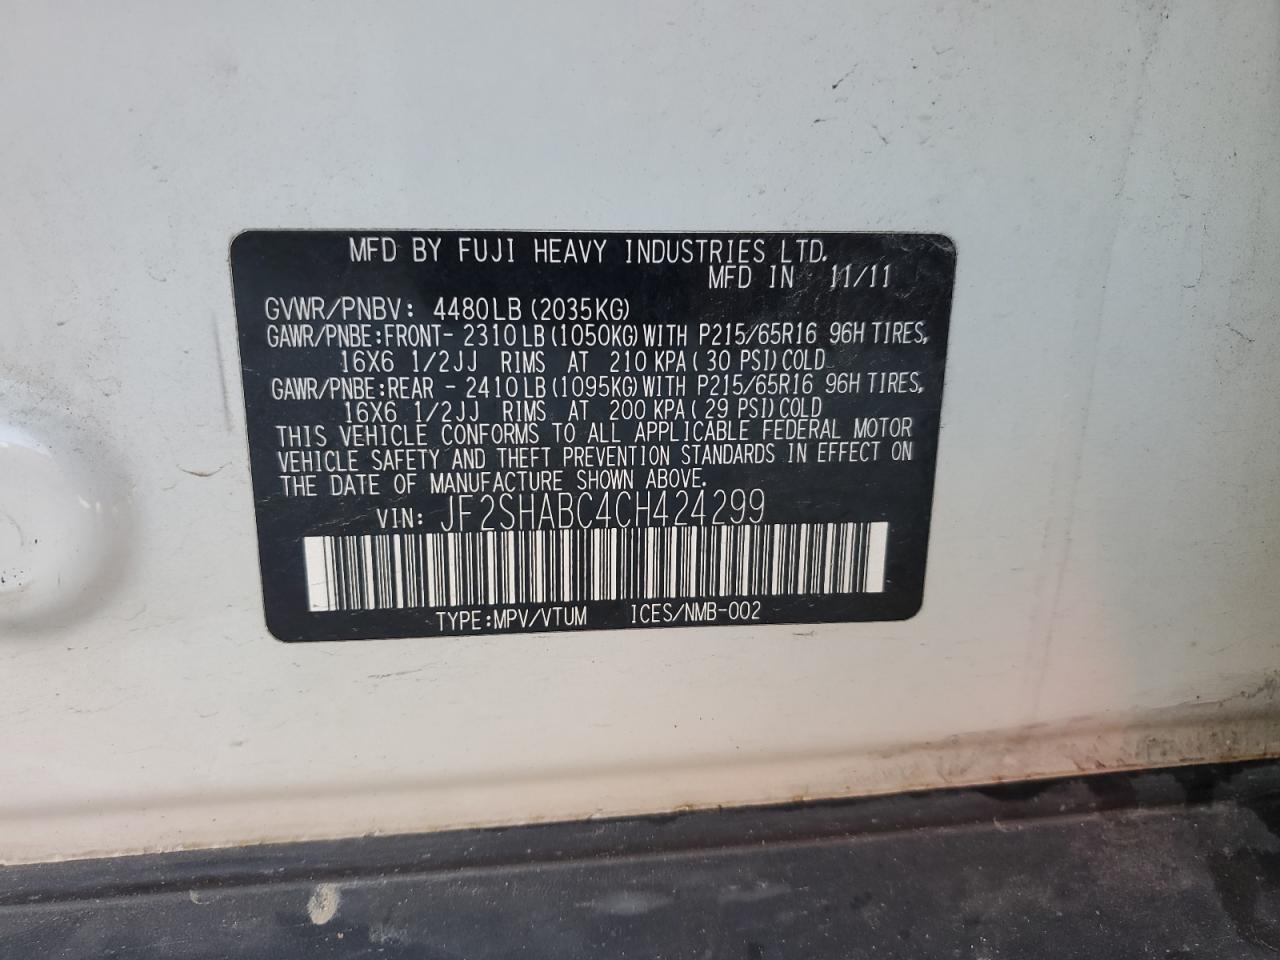 MFD BY FUJI HEAVY INDUSTRIES LTD.
MFD IN 11/11
GVWR/PNBV: 4480LB (2035KG)
GAWR/PNBE:FRONT- 2310LB (1050KG) WITH P215/65R16 96H TIRES,
16X6 1/2JJ RIMS AT 210 KPA (30 PSI) COLD
GAWR/PNBE:REAR - 2410LB (1095KG) WITH P215/65R16 96H TIRES,
16X6 1/2JJ RIMS AT 200 KPA (29 PSI) COLD
THIS VEHICLE CONFORMS TO ALL APPLICABLE FEDERAL MOTOR
VEHICLE SAFETY AND THEFT PREVENTION STANDARDS IN EFFECT ON
THE DATE OF MANUFACTURE SHOWN ABOVE.
VIN: JF2SHABC4CH424299
TYPE:MPV/VTUM ICES/NMB-002